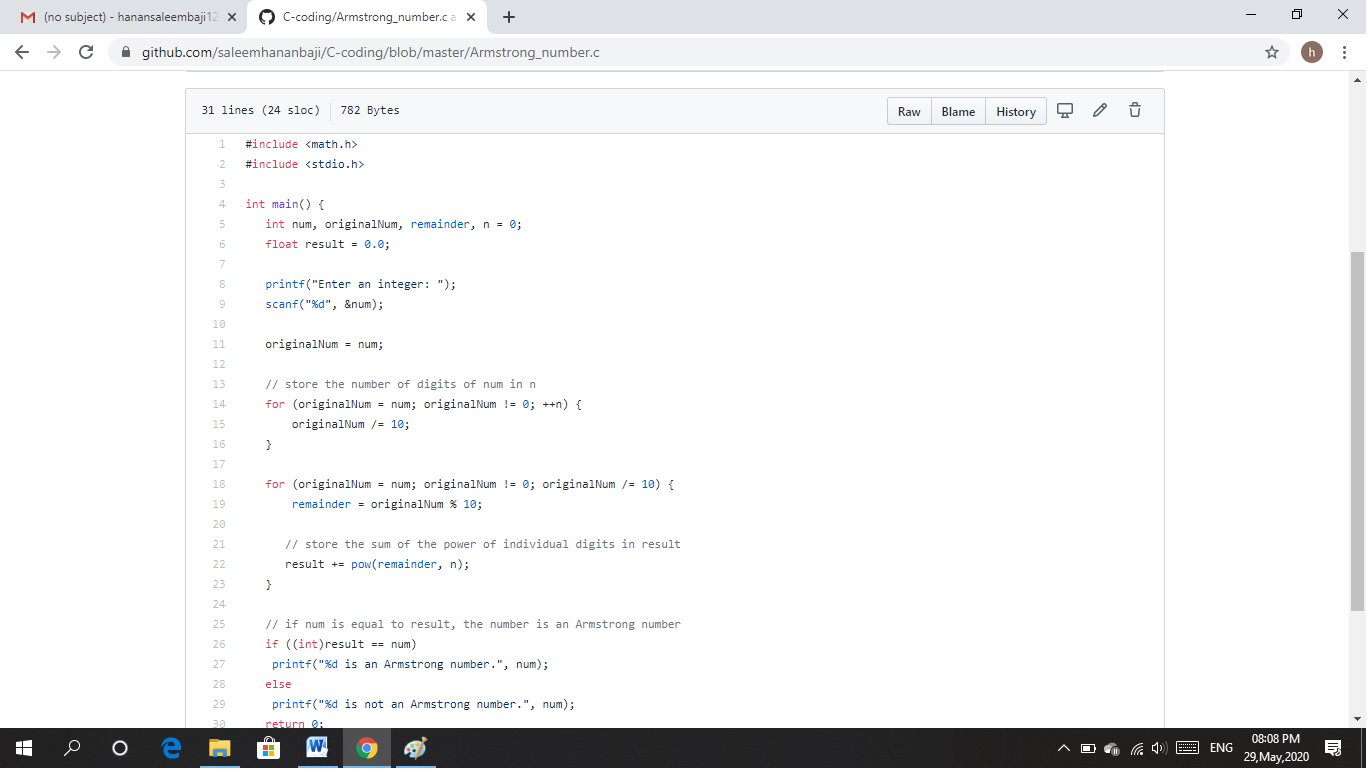 (no subject) - hanansaleembaji12
C-coding/Armstrong_number.c a
github.com/saleemhananbaji/C-coding/blob/master/Armstrong_number.c
h
31 lines (24 sloc) 782 Bytes
Raw Blame History
1 #include <math.h>
2 #include <stdio.h>
3
4 int main() {
5 int num, originalNum, remainder, n = 0;
6 float result = 0.0;
7
8 printf("Enter an integer: ");
9 scanf("%d", &num);
10
11 originalNum = num;
12
13 // store the number of digits of num in n
14 for (originalNum = num; originalNum != 0; ++n) {
15 originalNum /= 10;
16 }
17
18 for (originalNum = num; originalNum != 0; originalNum /= 10) {
19 remainder = originalNum % 10;
20
21 // store the sum of the power of individual digits in result
22 result += pow(remainder, n);
23 }
24
25 // if num is equal to result, the number is an Armstrong number
26 if ((int)result == num)
27 printf("%d is an Armstrong number.", num);
28 else
29 printf("%d is not an Armstrong number.", num);
30 return 0;
ENG
08:08 PM
29,May,2020